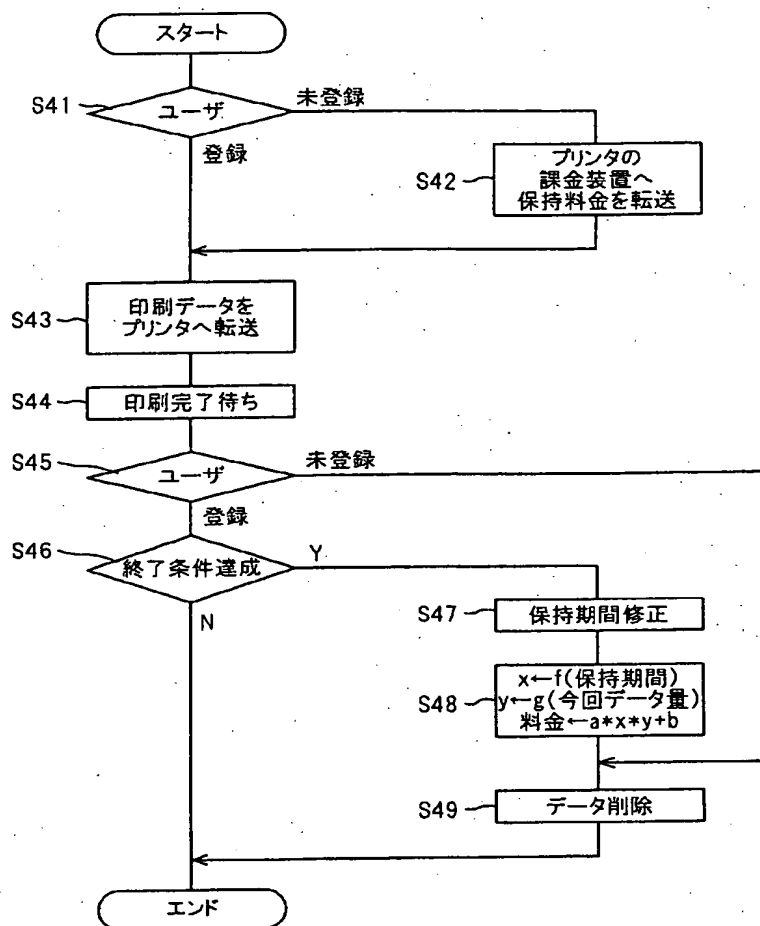 スタート
S41
ユーザ
未登録
登録
S42
プリンタの
課金装置へ
保持料金を転送
S43
印刷データを
プリンタへ転送
S44
印刷完了待ち
S45
ユーザ
未登録
登録
S46
終了条件達成
Y
N
S47
保持期間修正
S48
x←f(保持期間)
y←g(今回データ量)
料金←a*x*y+b
S49
データ削除
エンド